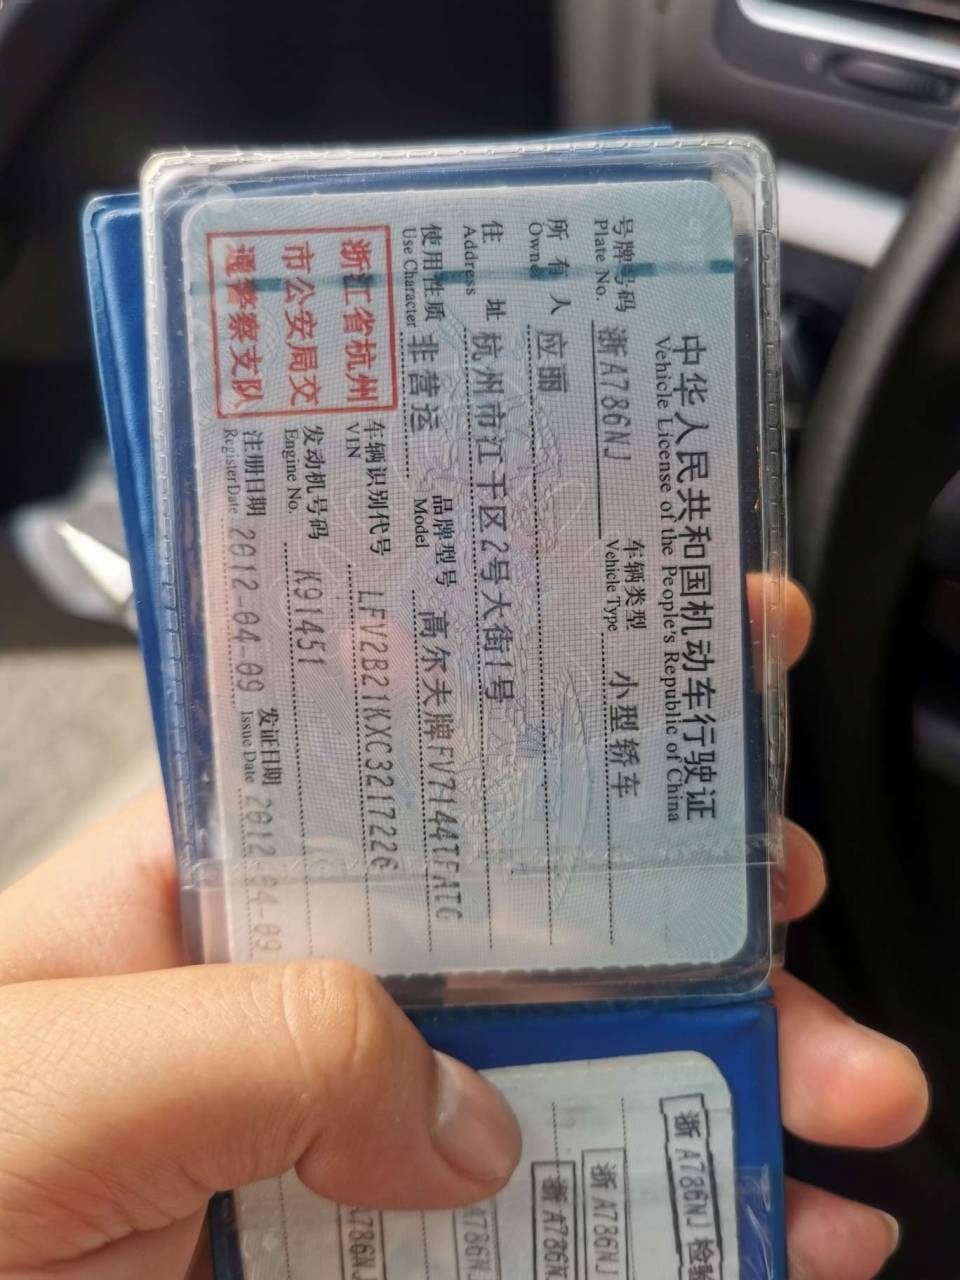 中华人民共和国机动车行驶证
Vehicle License of the People's Republic of China
号牌号码 浙A786NJ 车辆类型 小型轿车
Plate No. Vehicle Type
所有人 应丽
Owner
住址 杭州市江干区2号大街1号
Address
使用性质 非营运 品牌型号 高尔夫牌FV7144TFATG
Use Character Model
浙江省杭州
市公安局交
通警察支队
车辆识别代号 LFV2B21KXC3217226
VIN
发动机号码 K91451
Engine No.
注册日期 2012-04-09 发证日期 2012-04-09
Register Date Issue Date
浙A786NJ 检验
浙A786NJ
浙A786NJ
A786NJ
A786NJ